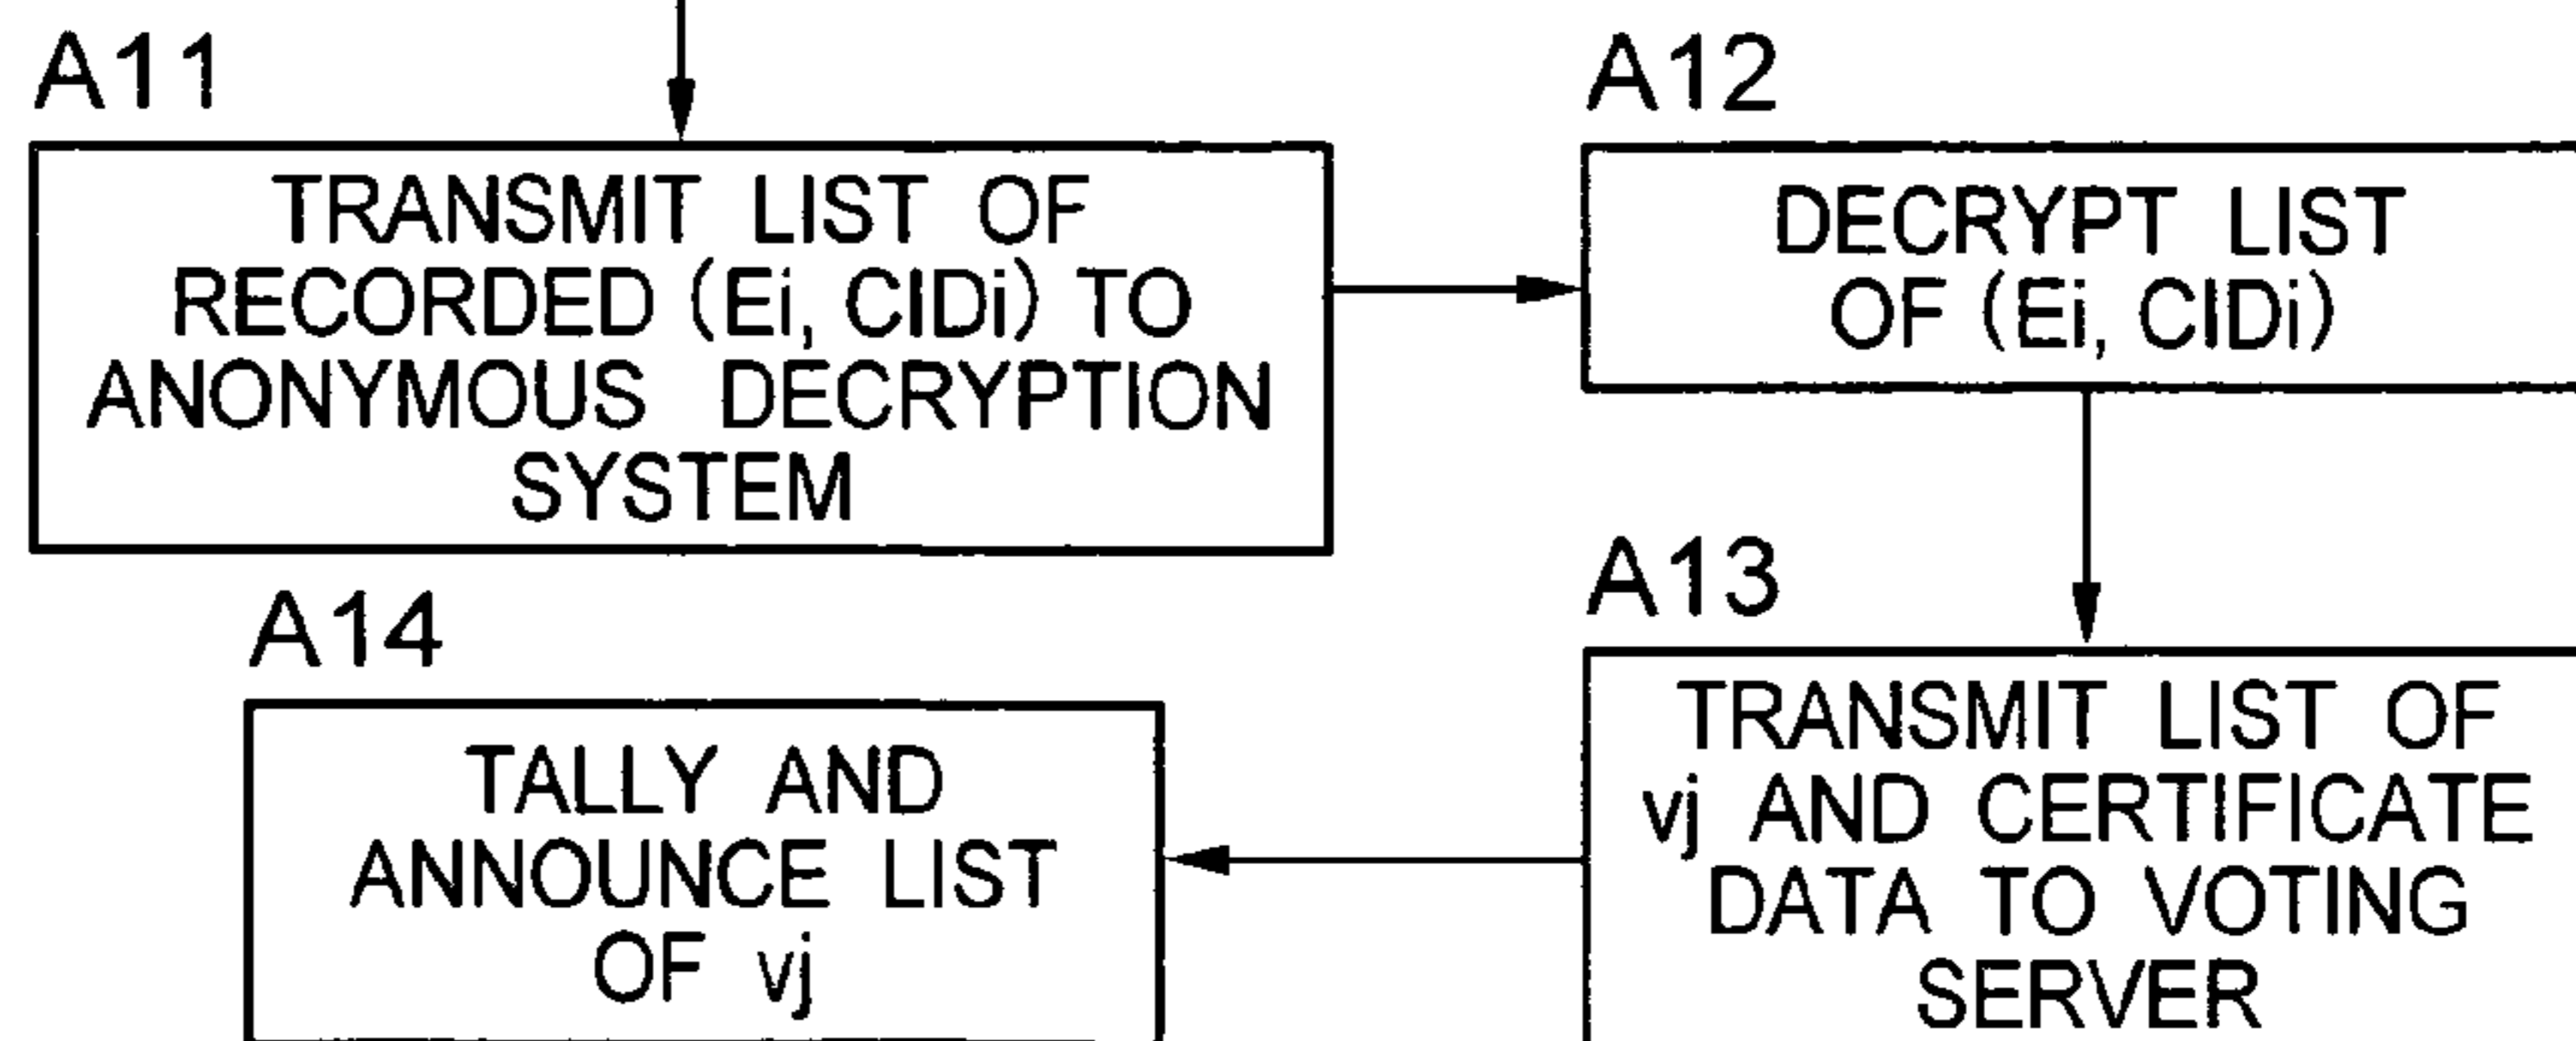 A11
TRANSMIT LIST OF
RECORDED (Ei, CIDi) TO
ANONYMOUS DECRYPTION
SYSTEM
A12
DECRYPT LIST
OF (Ei, CIDi)
A13
TRANSMIT LIST OF
vj AND CERTIFICATE
DATA TO VOTING
SERVER
A14
TALLY AND
ANNOUNCE LIST
OF vj